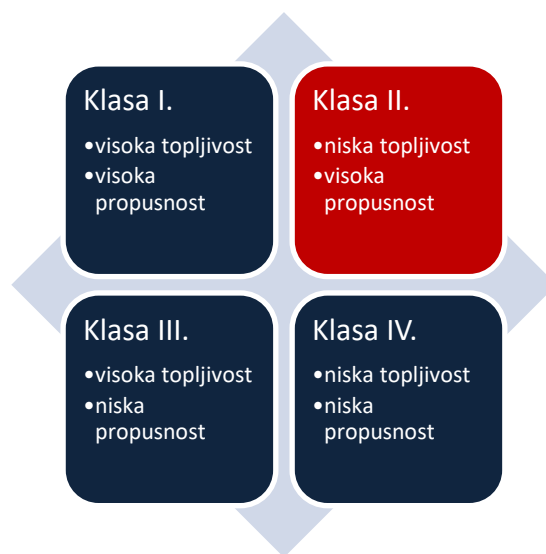 Klasa I.
•visoka topljivost
•visoka
propusnost
Klasa II.
•niska topljivost
•visoka
propusnost
Klasa III.
•visoka topljivost
•niska
propusnost
Klasa IV.
•niska topljivost
•niska
propusnost